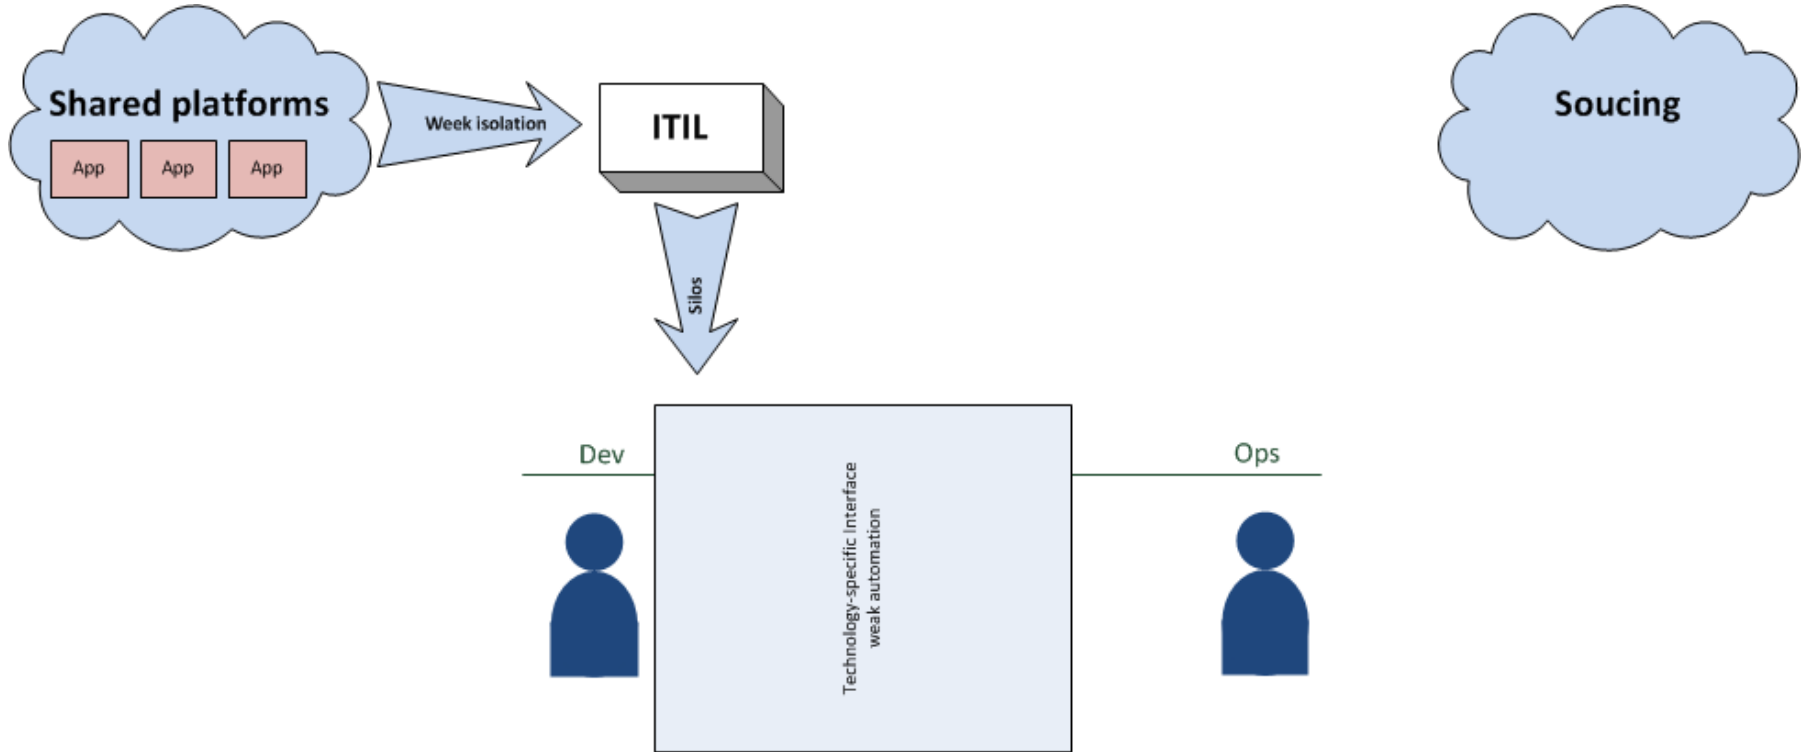 Shared platforms
App App App
Week isolation
ITIL
Soucing
Silos
Dev
Ops
Technology-specific Interface
weak automation